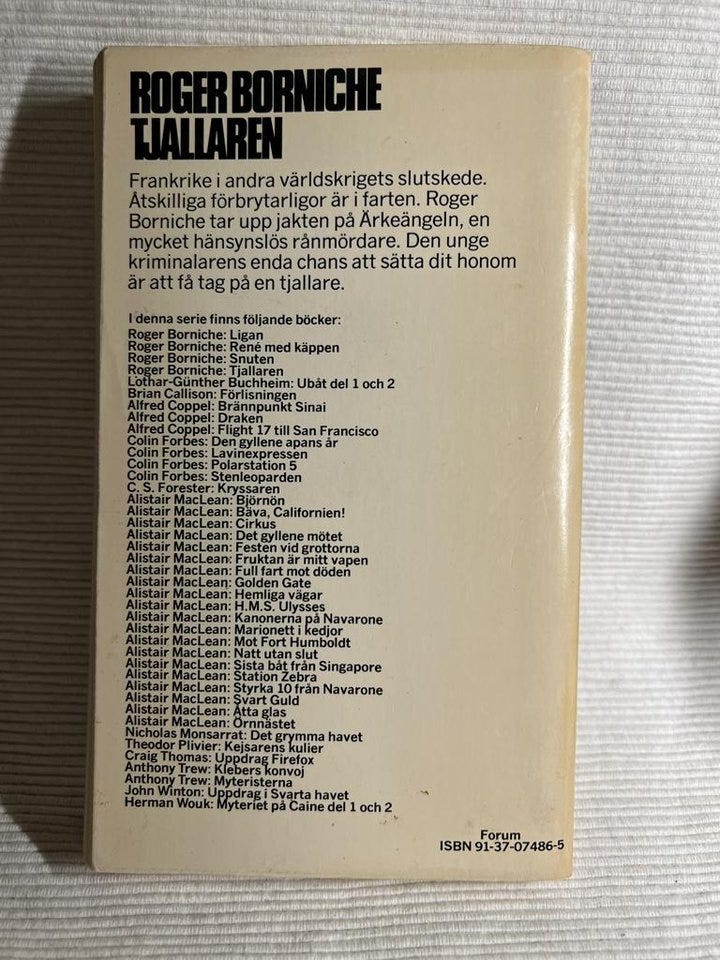 ROGER BORNICHE
TJALLAREN
Frankrike i andra världskrigets slutskede.
Åtskilliga förbrytarligor är i farten. Roger
Borniche tar upp jakten på Ärkeängeln, en
mycket hänsynslös rånmördare. Den unge
kriminalarens enda chans att sätta dit honom
är att få tag på en tjallare.
I denna serie finns följande böcker:
Roger Borniche: Ligan
Roger Borniche: René med käppen
Roger Borniche: Snuten
Roger Borniche: Tjallaren
Lothar-Günther Buchheim: Ubåt del 1 och 2
Brian Callison: Förlisningen
Alfred Coppel: Brännpunkt Sinai
Alfred Coppel: Draken
Alfred Coppel: Flight 17 till San Francisco
Colin Forbes: Den gyllene apans år
Colin Forbes: Lavinexpressen
Colin Forbes: Polarstation 5
Colin Forbes: Stenleoparden
C. S. Forester: Kryssaren
Alistair MacLean: Björnön
Alistair MacLean: Bäva, Californien!
Alistair MacLean: Cirkus
Alistair MacLean: Det gyllene mötet
Alistair MacLean: Festen vid grottorna
Alistair MacLean: Fruktan är mitt vapen
Alistair MacLean: Full fart mot döden
Alistair MacLean: Golden Gate
Alistair MacLean: Hemliga vägar
Alistair MacLean: H.M.S. Ulysses
Alistair MacLean: Kanonerna på Navarone
Alistair MacLean: Marionett i kedjor
Alistair MacLean: Mot Fort Humboldt
Alistair MacLean: Natt utan slut
Alistair MacLean: Sista båt från Singapore
Alistair MacLean: Station Zebra
Alistair MacLean: Styrka 10 från Navarone
Alistair MacLean: Svart Guld
Alistair MacLean: Åtta glas
Alistair MacLean: Örnnästet
Nicholas Monsarrat: Det grymma havet
Theodor Plivier: Kejsarens kulier
Craig Thomas: Uppdrag Firefox
Anthony Trew: Klebers konvoj
Anthony Trew: Myteristerna
John Winton: Uppdrag i Svarta havet
Herman Wouk: Myteriet på Caine del 1 och 2
Forum
ISBN 91-37-07486-5